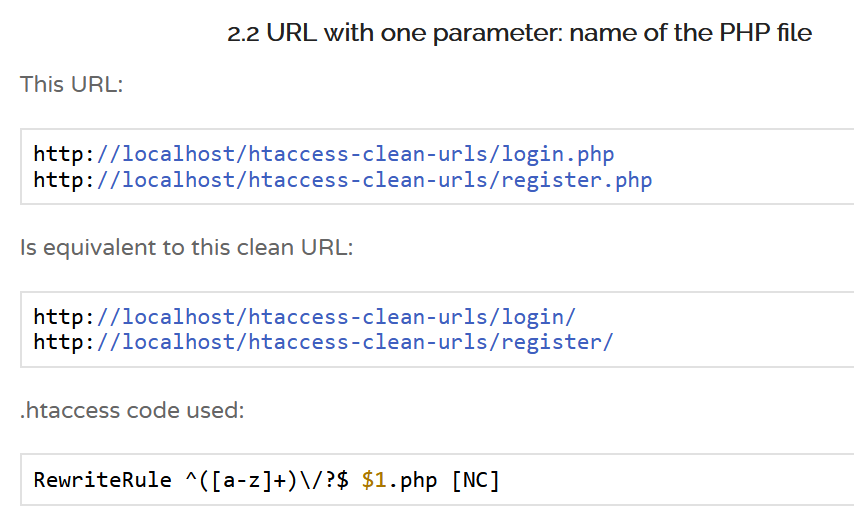 2.2 URL with one parameter: name of the PHP file
This URL:
http://localhost/htaccess-clean-urls/login.php
http://localhost/htaccess-clean-urls/register.php
Is equivalent to this clean URL:
http://localhost/htaccess-clean-urls/login/
http://localhost/htaccess-clean-urls/register/
.htaccess code used:
RewriteRule ^([a-z]+)\/?$ $1.php [NC]